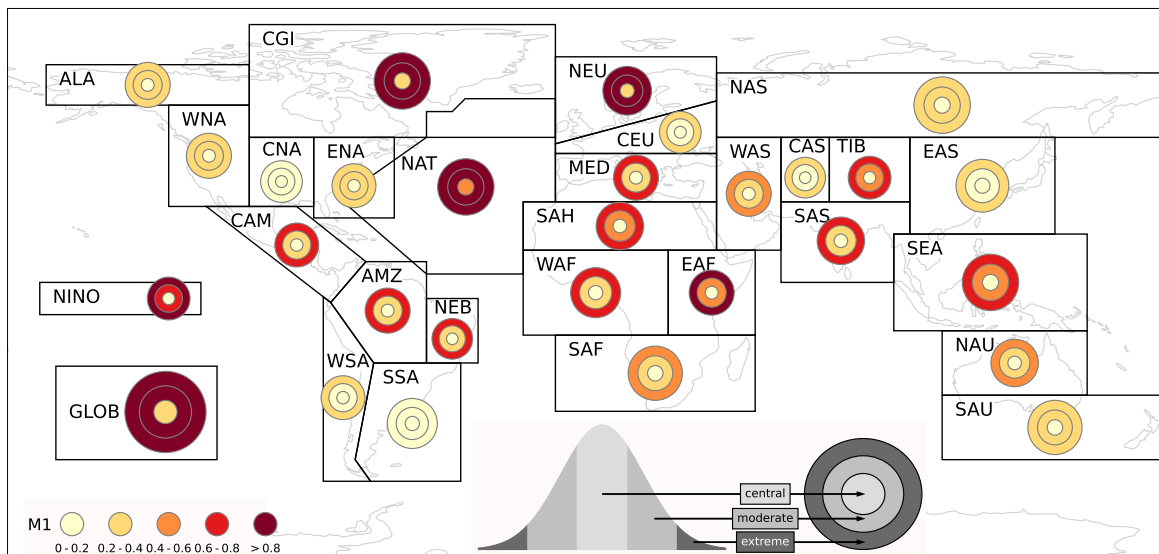 CGI
ALA
NEU
NAS
WNA
CEU
CNA
ENA
NAT
MED
WAS
CAS
TIB
EAS
CAM
SAH
SAS
SEA
AMZ
WAF
EAF
NINO
NEB
WSA
SSA
SAF
NAU
GLOB
SAU
central
moderate
extreme
M1
0 - 0.2
0.2 - 0.4
0.4 - 0.6
0.6 - 0.8
> 0.8